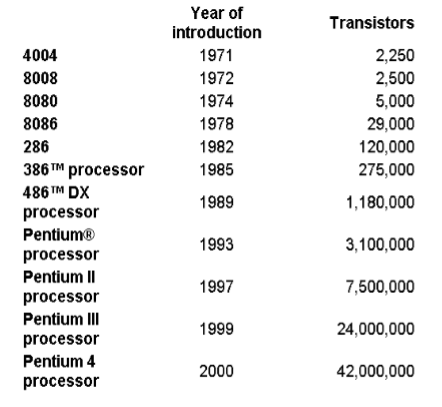 Year of
introduction Transistors
4004 1971 2,250
8008 1972 2,500
8080 1974 5,000
8086 1978 29,000
286 1982 120,000
386™ processor 1985 275,000
486™ DX
processor 1989 1,180,000
Pentium®
processor 1993 3,100,000
Pentium II
processor 1997 7,500,000
Pentium III
processor 1999 24,000,000
Pentium 4
processor 2000 42,000,000